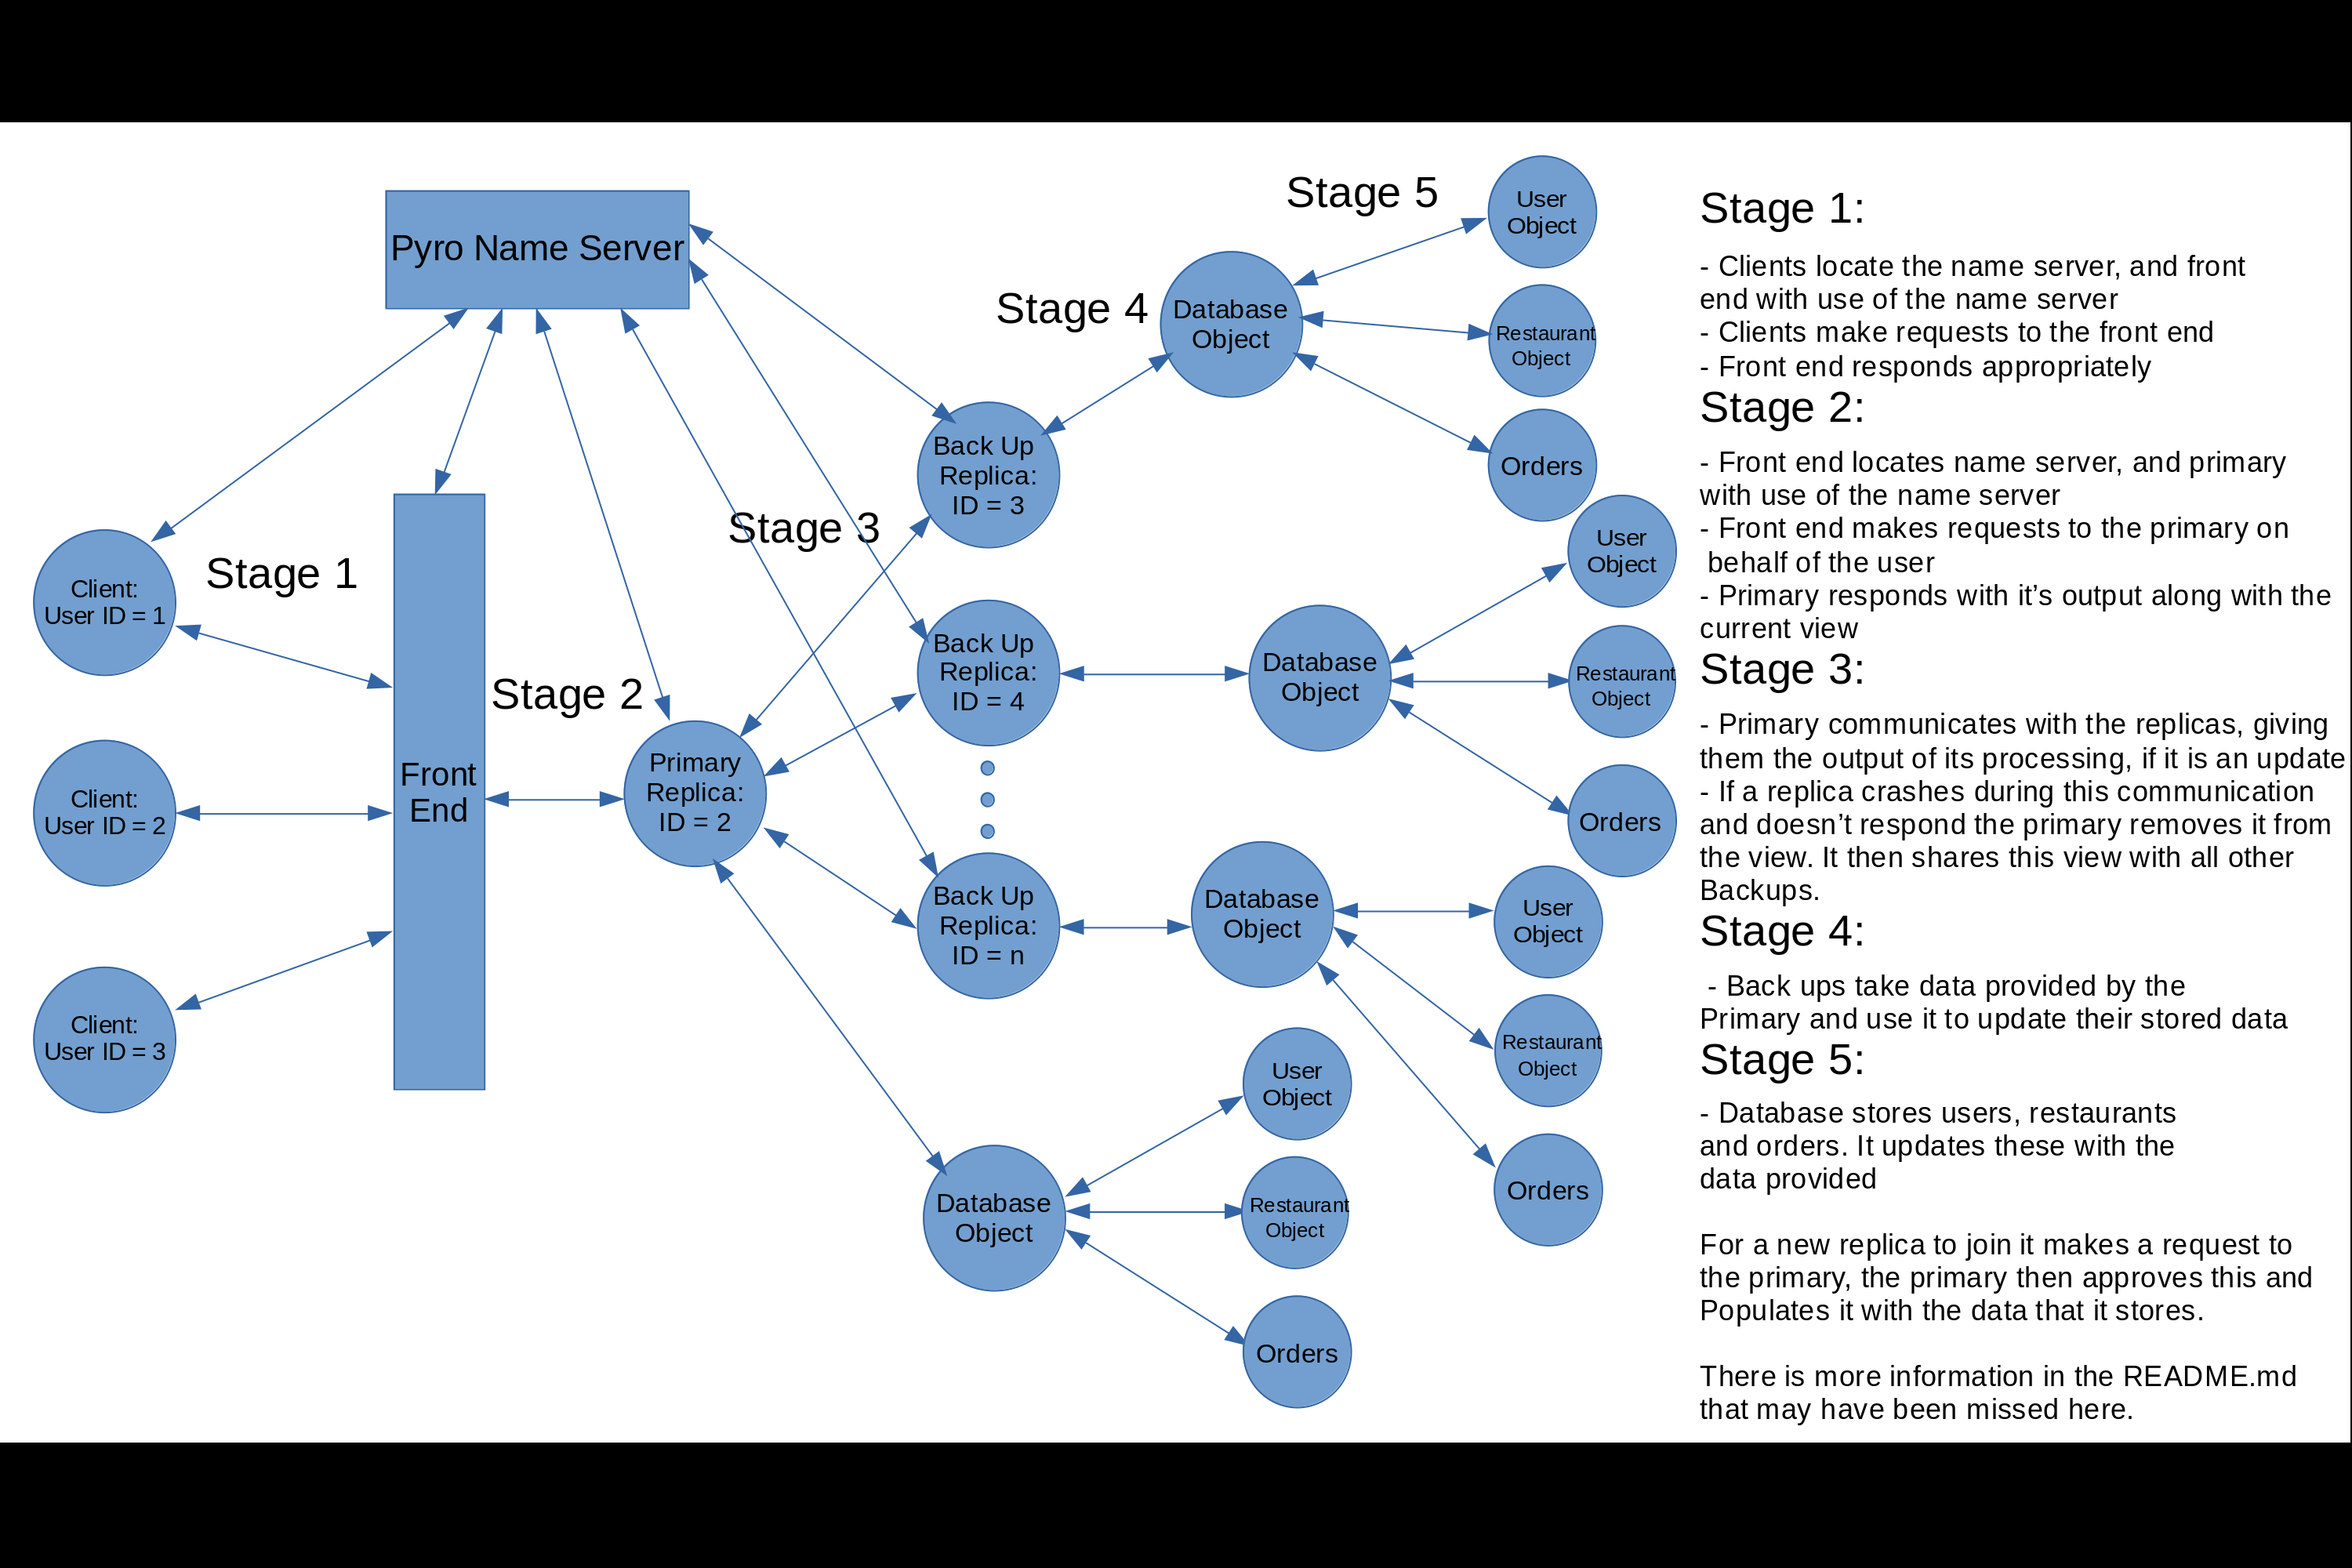 Pyro Name Server
Stage 1
Client:
User ID = 1
Client:
User ID = 2
Client:
User ID = 3
Front
End
Stage 2
Primary
Replica:
ID = 2
Stage 3
Back Up
Replica:
ID = 3
Back Up
Replica:
ID = 4
Back Up
Replica:
ID = n
Stage 4
Database
Object
Stage 5
User
Object
Restaurant
Object
Orders
Database
Object
User
Object
Restaurant
Object
Orders
Database
Object
User
Object
Restaurant
Object
Orders
Database
Object
User
Object
Restaurant
Object
Orders
Stage 1:
- Clients locate the name server, and front
end with use of the name server
- Clients make requests to the front end
- Front end responds appropriately
Stage 2:
- Front end locates name server, and primary
with use of the name server
- Front end makes requests to the primary on
behalf of the user
- Primary responds with it’s output along with the
current view
Stage 3:
- Primary communicates with the replicas, giving
them the output of its processing, if it is an update
- If a replica crashes during this communication
and doesn’t respond the primary removes it from
the view. It then shares this view with all other
Backups.
Stage 4:
- Back ups take data provided by the
Primary and use it to update their stored data
Stage 5:
- Database stores users, restaurants
and orders. It updates these with the
data provided
For a new replica to join it makes a request to
the primary, the primary then approves this and
Populates it with the data that it stores.
There is more information in the README.md
that may have been missed here.